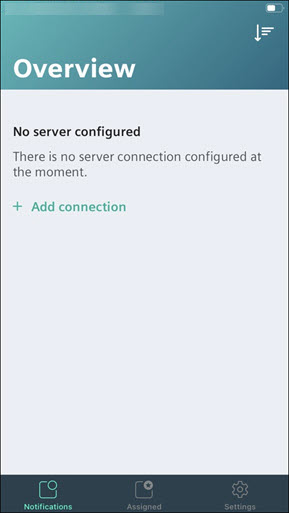 Overview
No server configured
There is no server connection configured at
the moment.
+ Add connection
Notifications
Assigned
Settings